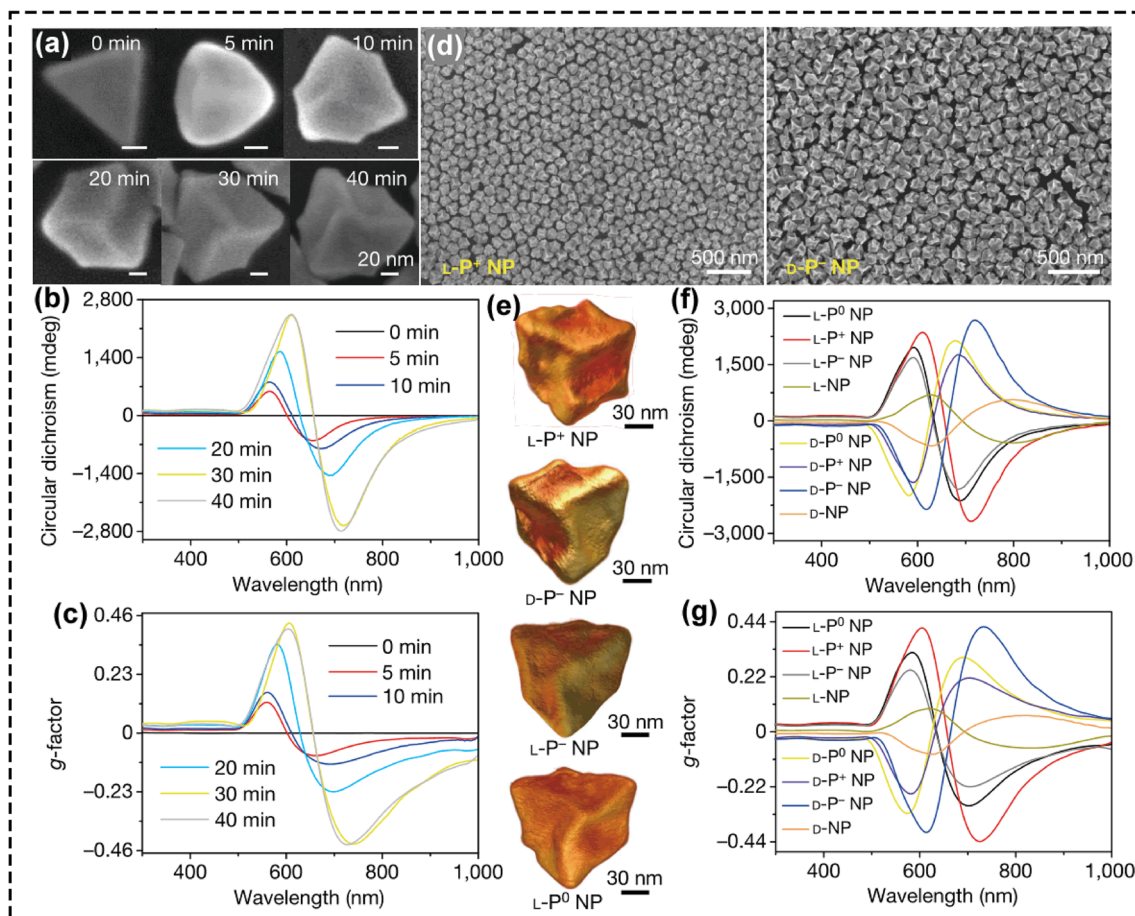 (a)
0 min
5 min
10 min
20 min
30 min
40 min
20 nm
(d)
L-P⁺ NP
500 nm
D-P⁻ NP
500 nm
(b)
Circular dichroism (mdeg)
2,800
1,400
0
−1,400
−2,800
0 min
5 min
10 min
20 min
30 min
40 min
400 600 800 1,000
Wavelength (nm)
(c)
g-factor
0.46
0.23
0
−0.23
−0.46
0 min
5 min
10 min
20 min
30 min
40 min
400 600 800 1,000
Wavelength (nm)
(e)
30 nm
L-P⁺ NP
30 nm
D-P⁻ NP
30 nm
L-P⁻ NP
30 nm
L-P⁰ NP
(f)
Circular dichroism (mdeg)
3,000
1,500
0
−1,500
−3,000
L-P⁰ NP
L-P⁺ NP
L-P⁻ NP
L-NP
D-P⁰ NP
D-P⁺ NP
D-P⁻ NP
D-NP
400 600 800 1,000
Wavelength (nm)
(g)
g-factor
0.44
0.22
0
−0.22
−0.44
L-P⁰ NP
L-P⁺ NP
L-P⁻ NP
L-NP
D-P⁰ NP
D-P⁺ NP
D-P⁻ NP
D-NP
400 600 800 1,000
Wavelength (nm)